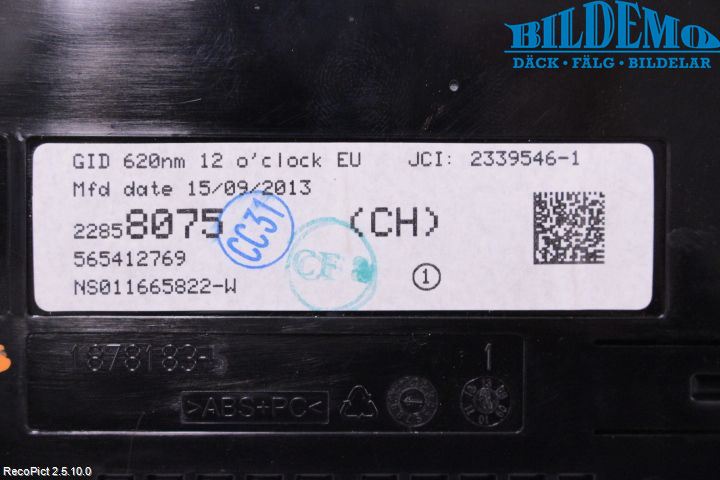 BILDEMO
DÄCK • FÄLG • BILDELAR
GID 620nm 12 o'clock EU JCI: 2339546-1
Mfd date 15/09/2013
22858075 (CH)
CC31
565412769
CF
NS011665822-W
1
1878183-5 1
>ABS+PC<
RecoPict 2.5.10.0